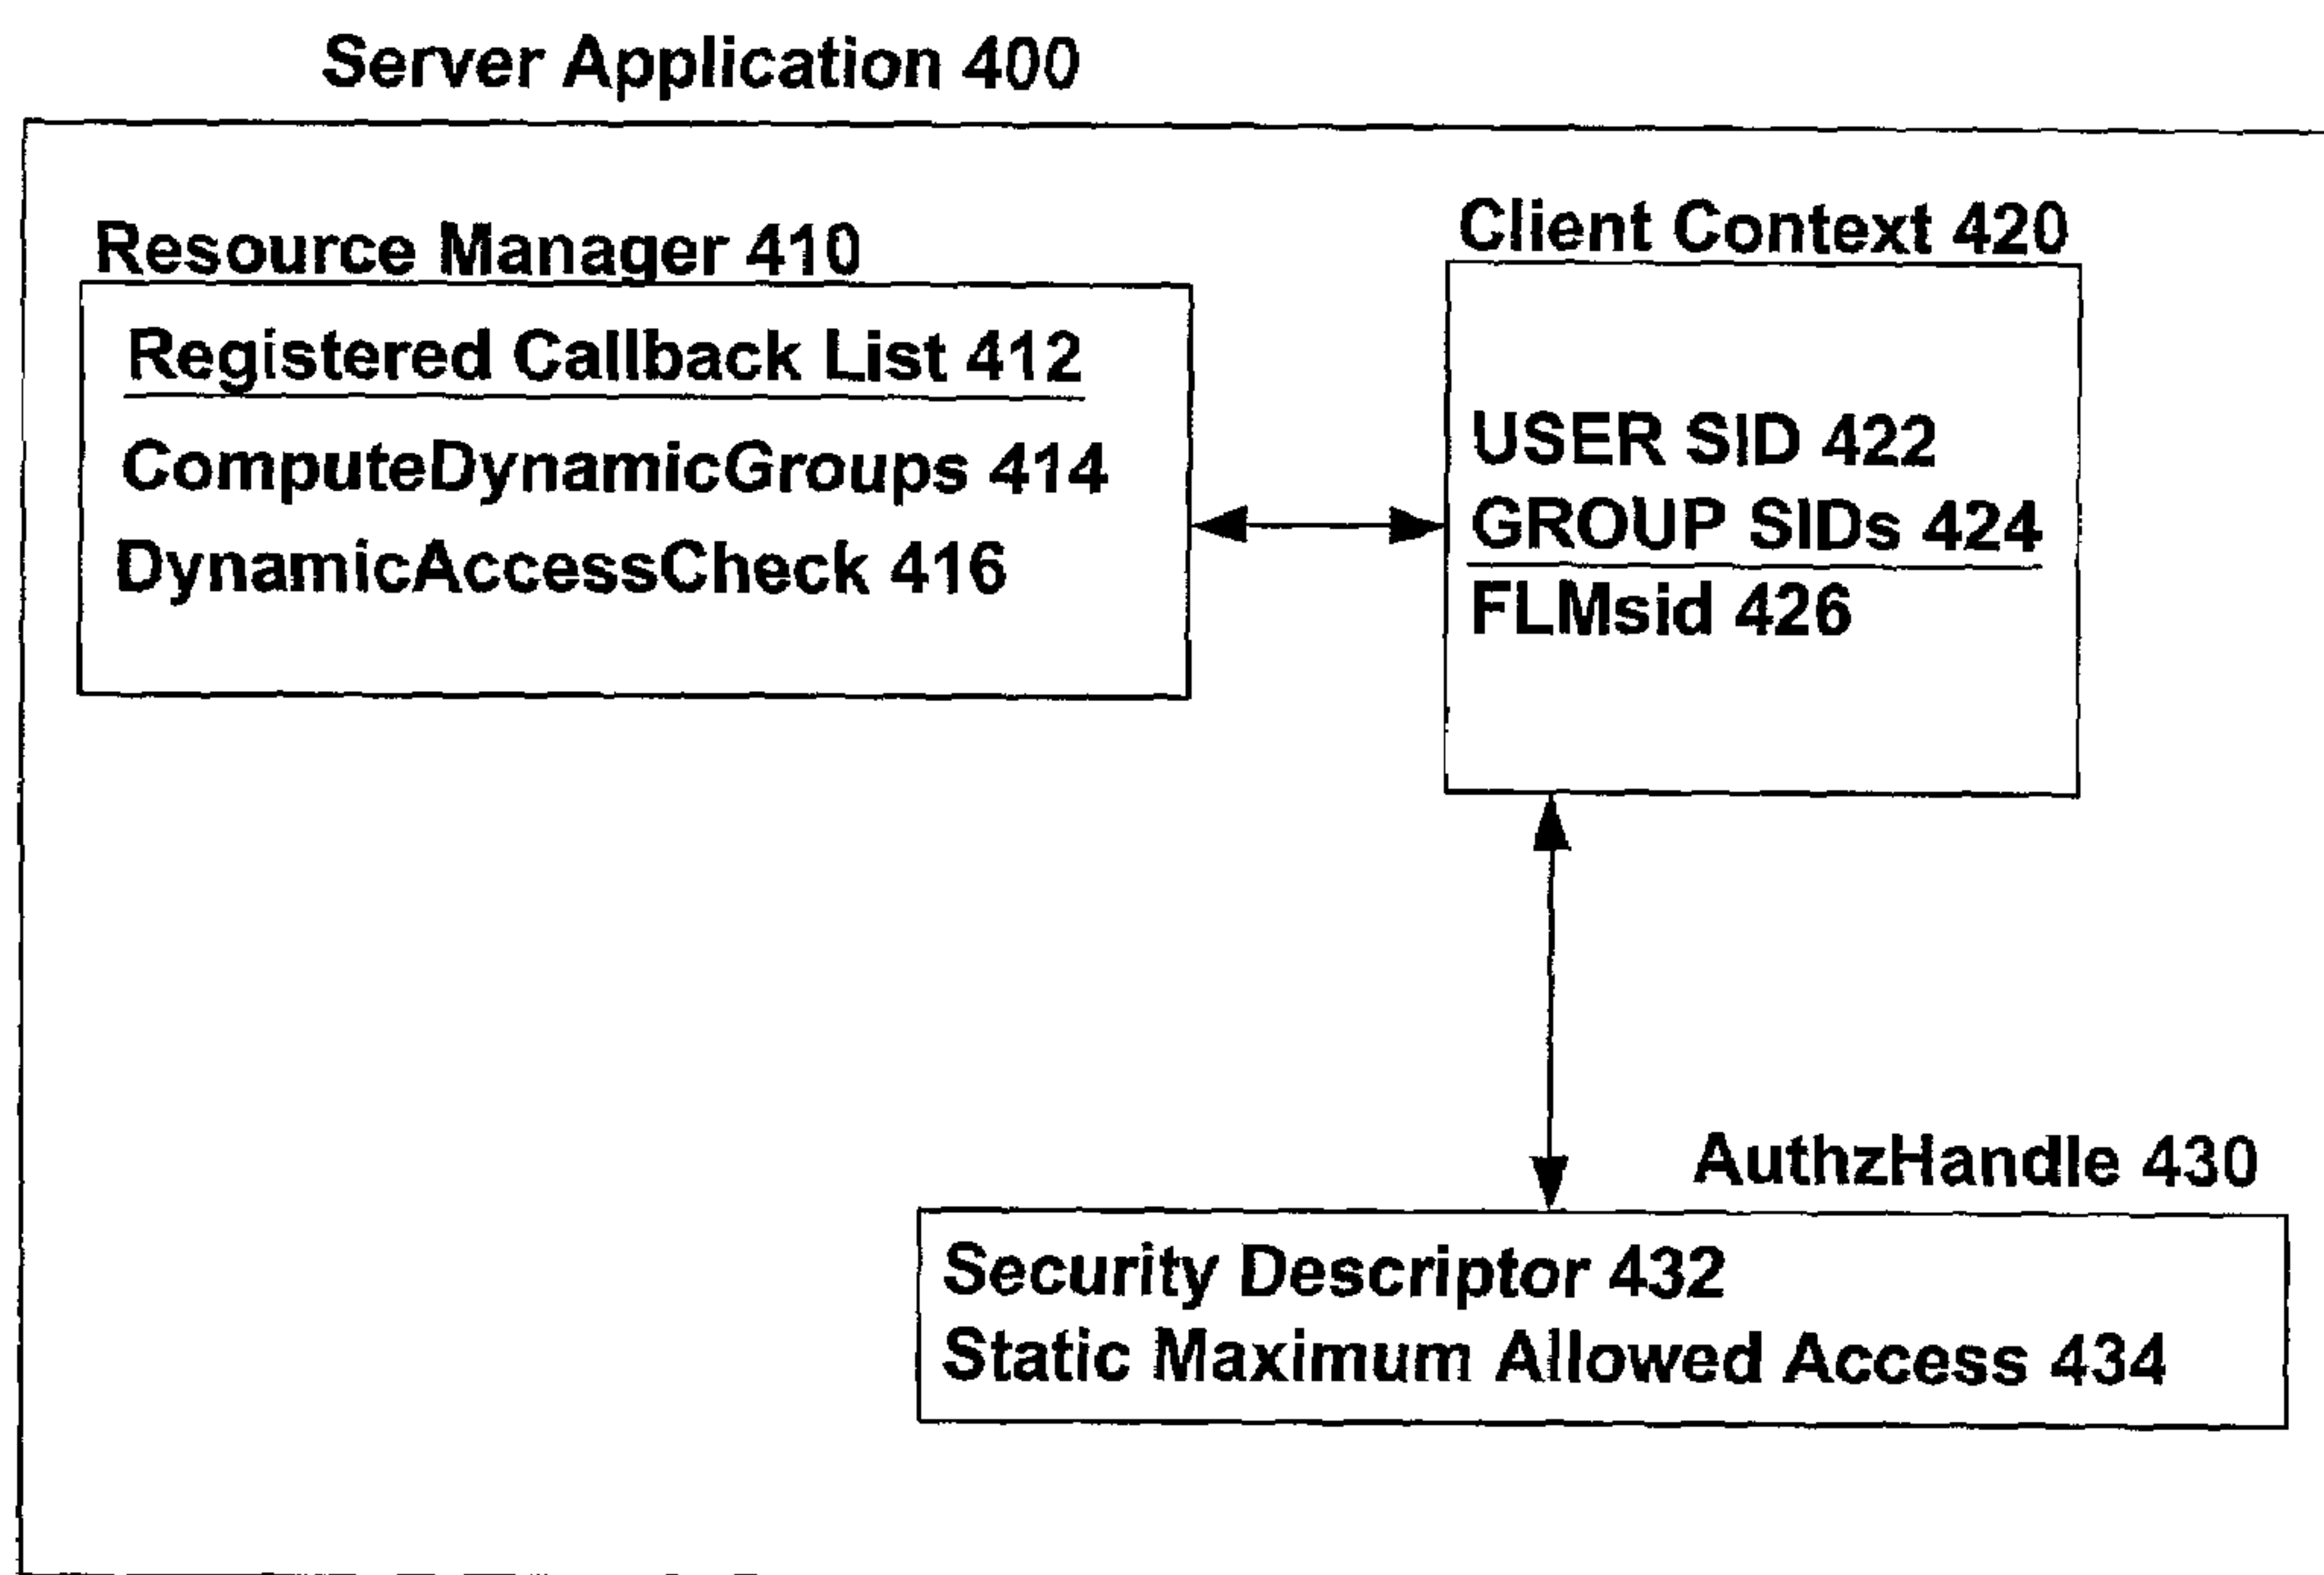 Server Application 400
Resource Manager 410
Registered Callback List 412
ComputeDynamicGroups 414
DynamicAccessCheck 416
Client Context 420
USER SID 422
GROUP SIDs 424
FLMsid 426
AuthzHandle 430
Security Descriptor 432
Static Maximum Allowed Access 434